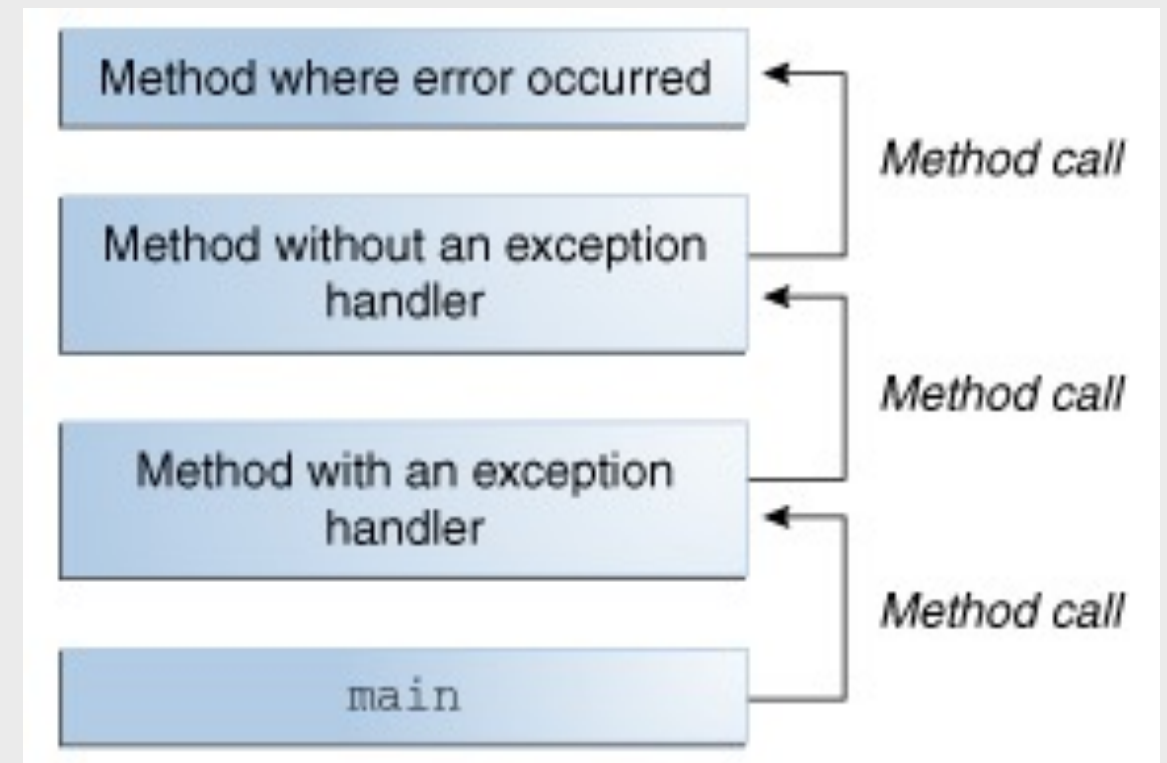 Method where error occurred
Method call
Method without an exception
handler
Method call
Method with an exception
handler
Method call
main